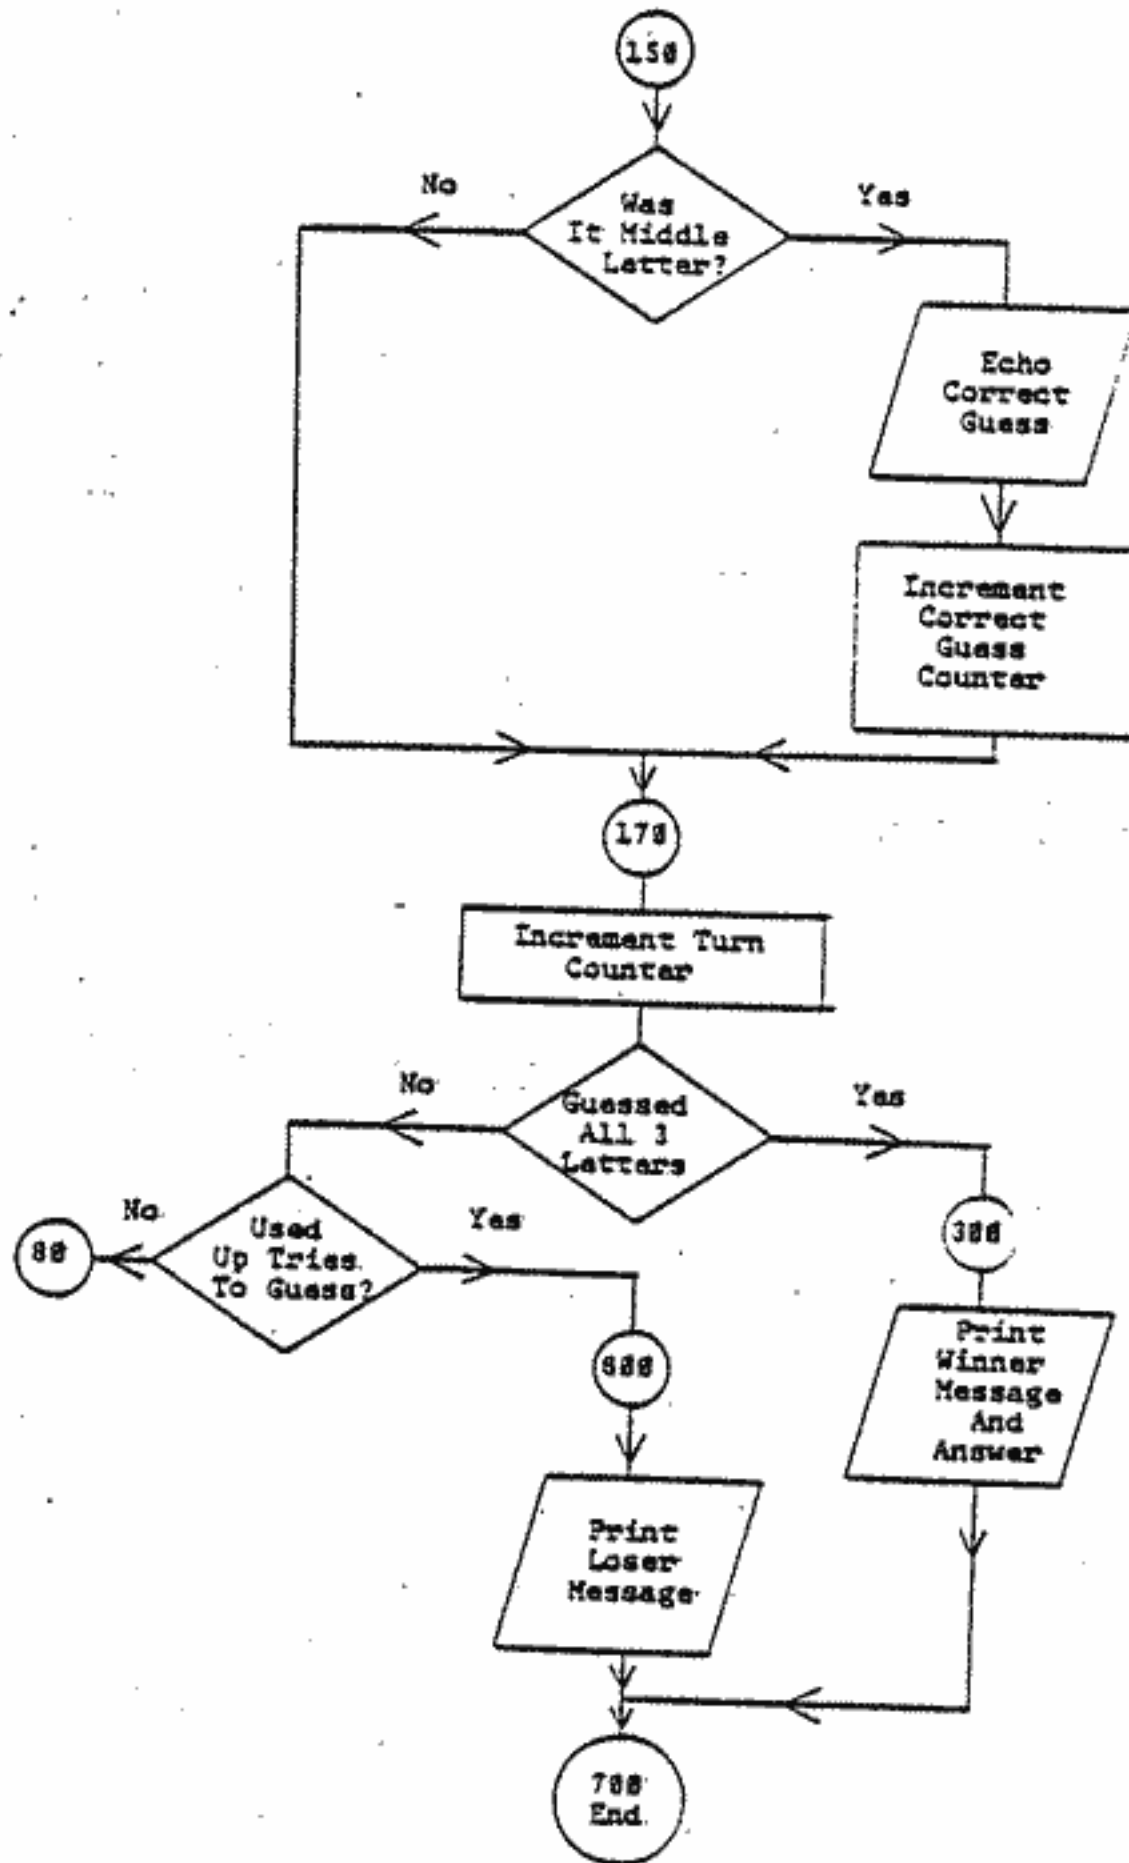 150
No
Yes
Was
It Middle
Letter?
Echo
Correct
Guess
Increment
Correct
Guess
Counter
170
Increment Turn
Counter
No
Yes
Guessed
All 3
Letters
No
Yes
80
Used
Up Tries
To Guess?
300
600
Print
Winner
Message
And
Answer
Print
Loser
Message
700
End